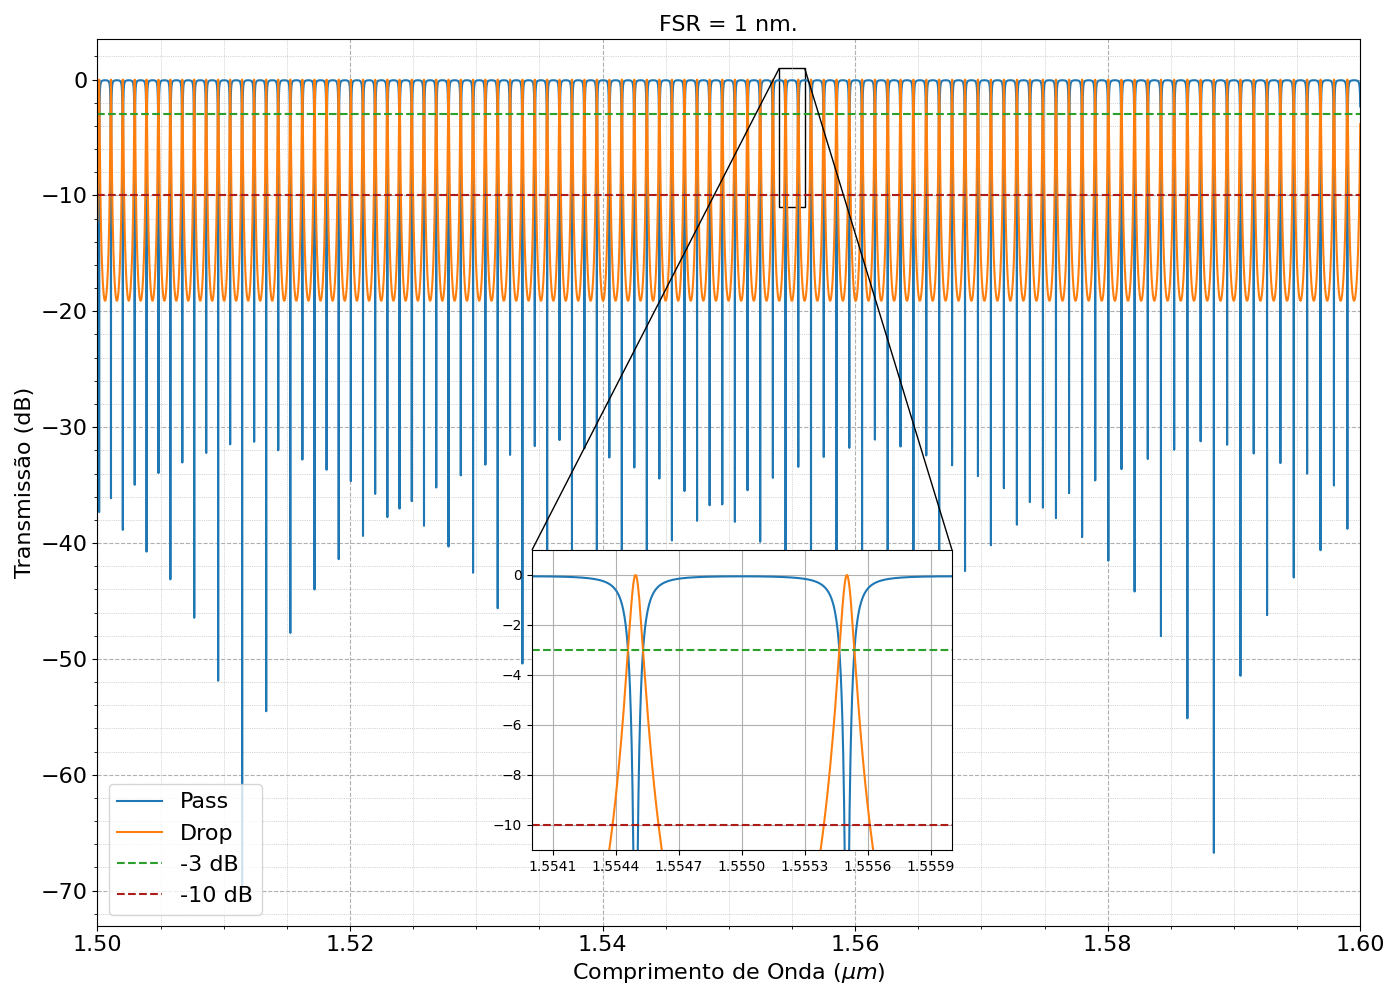 FSR = 1 nm.
Transmissão (dB)
0
−10
−20
−30
−40
−50
−60
−70
0
−2
−4
−6
−8
−10
1.5541 1.5544 1.5547 1.5550 1.5553 1.5556 1.5559
Pass
Drop
-3 dB
-10 dB
1.50 1.52 1.54 1.56 1.58 1.60
Comprimento de Onda (μm)